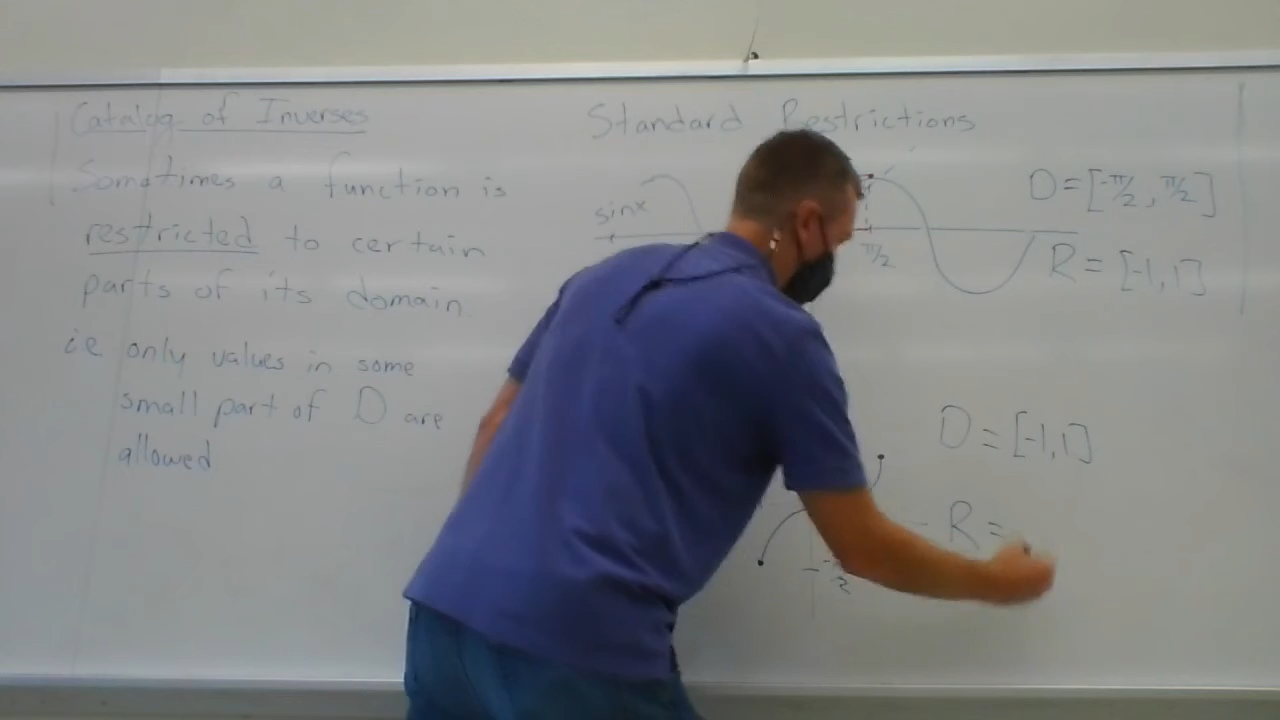 Catalog of Inverses
Sometimes a function is
restricted to certain
parts of its domain
i.e only values in some
small part of D are
allowed
Standard Restrictions
sinx
π/2
D = [-π/2, π/2]
R = [-1, 1]
D = [-1, 1]
R =